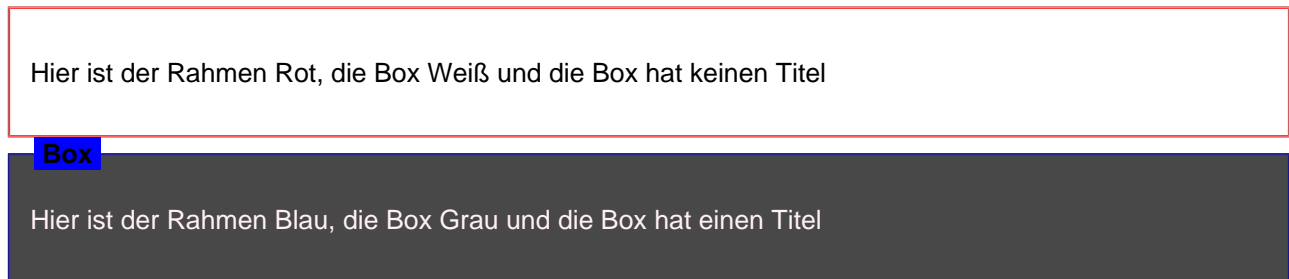 Hier ist der Rahmen Rot, die Box Weiß und die Box hat keinen Titel
Box
Hier ist der Rahmen Blau, die Box Grau und die Box hat einen Titel